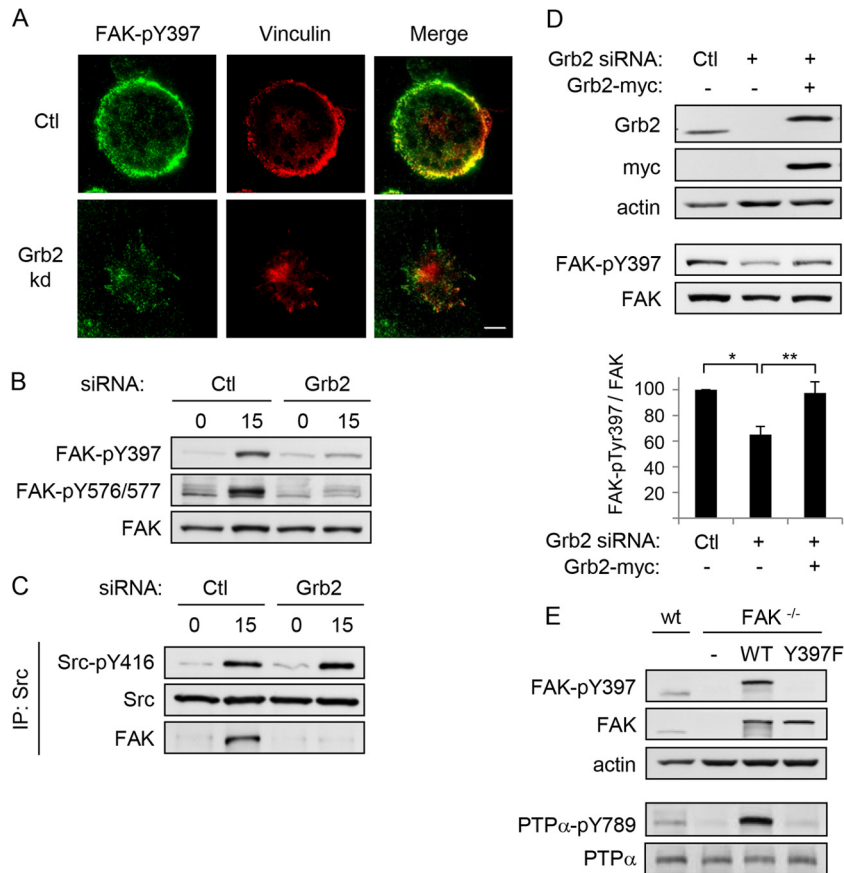 A
FAK-pY397 Vinculin Merge
Ctl
Grb2
kd
B
siRNA: Ctl Grb2
0 15 0 15
FAK-pY397
FAK-pY576/577
FAK
C
siRNA: Ctl Grb2
0 15 0 15
IP: Src
Src-pY416
Src
FAK
D
Grb2 siRNA: Ctl + +
Grb2-myc: - - +
Grb2
myc
actin
FAK-pY397
FAK
* **
FAK-pTyr397 / FAK
100
80
60
40
20
Grb2 siRNA: Ctl + +
Grb2-myc: - - +
E
wt FAK -/-
- WT Y397F
FAK-pY397
FAK
actin
PTPα-pY789
PTPα